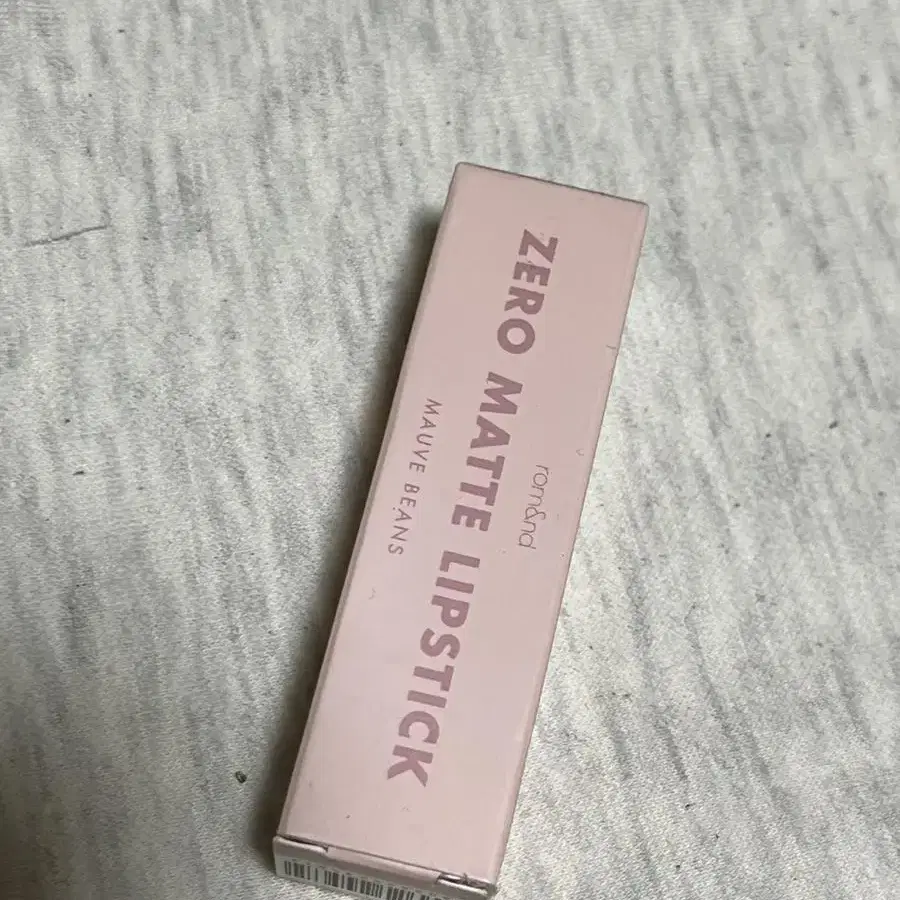 rom&nd
ZERO MATTE LIPSTICK
MAUVE BEANS